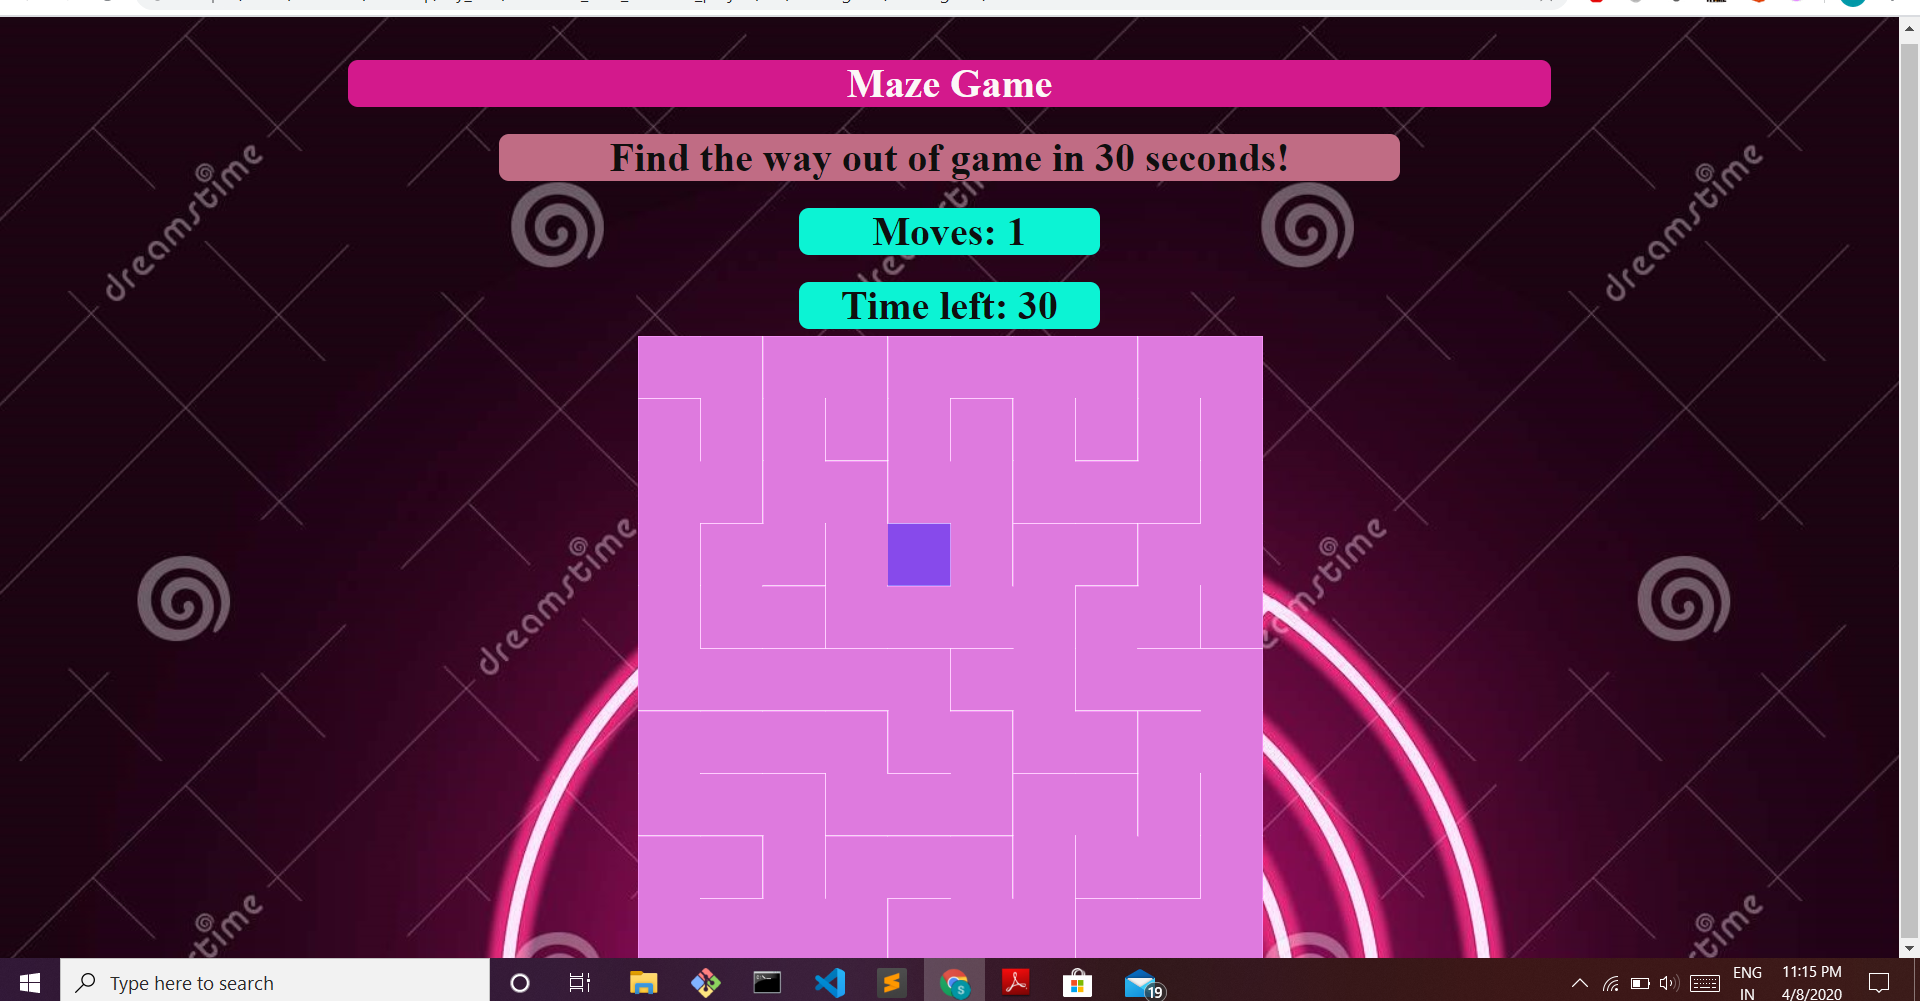 Maze Game
Find the way out of game in 30 seconds!
Moves: 1
Time left: 30
dreamstime
dreamstime
dreamstime
dreamstime
Type here to search
19
ENG
IN
11:15 PM
4/8/2020